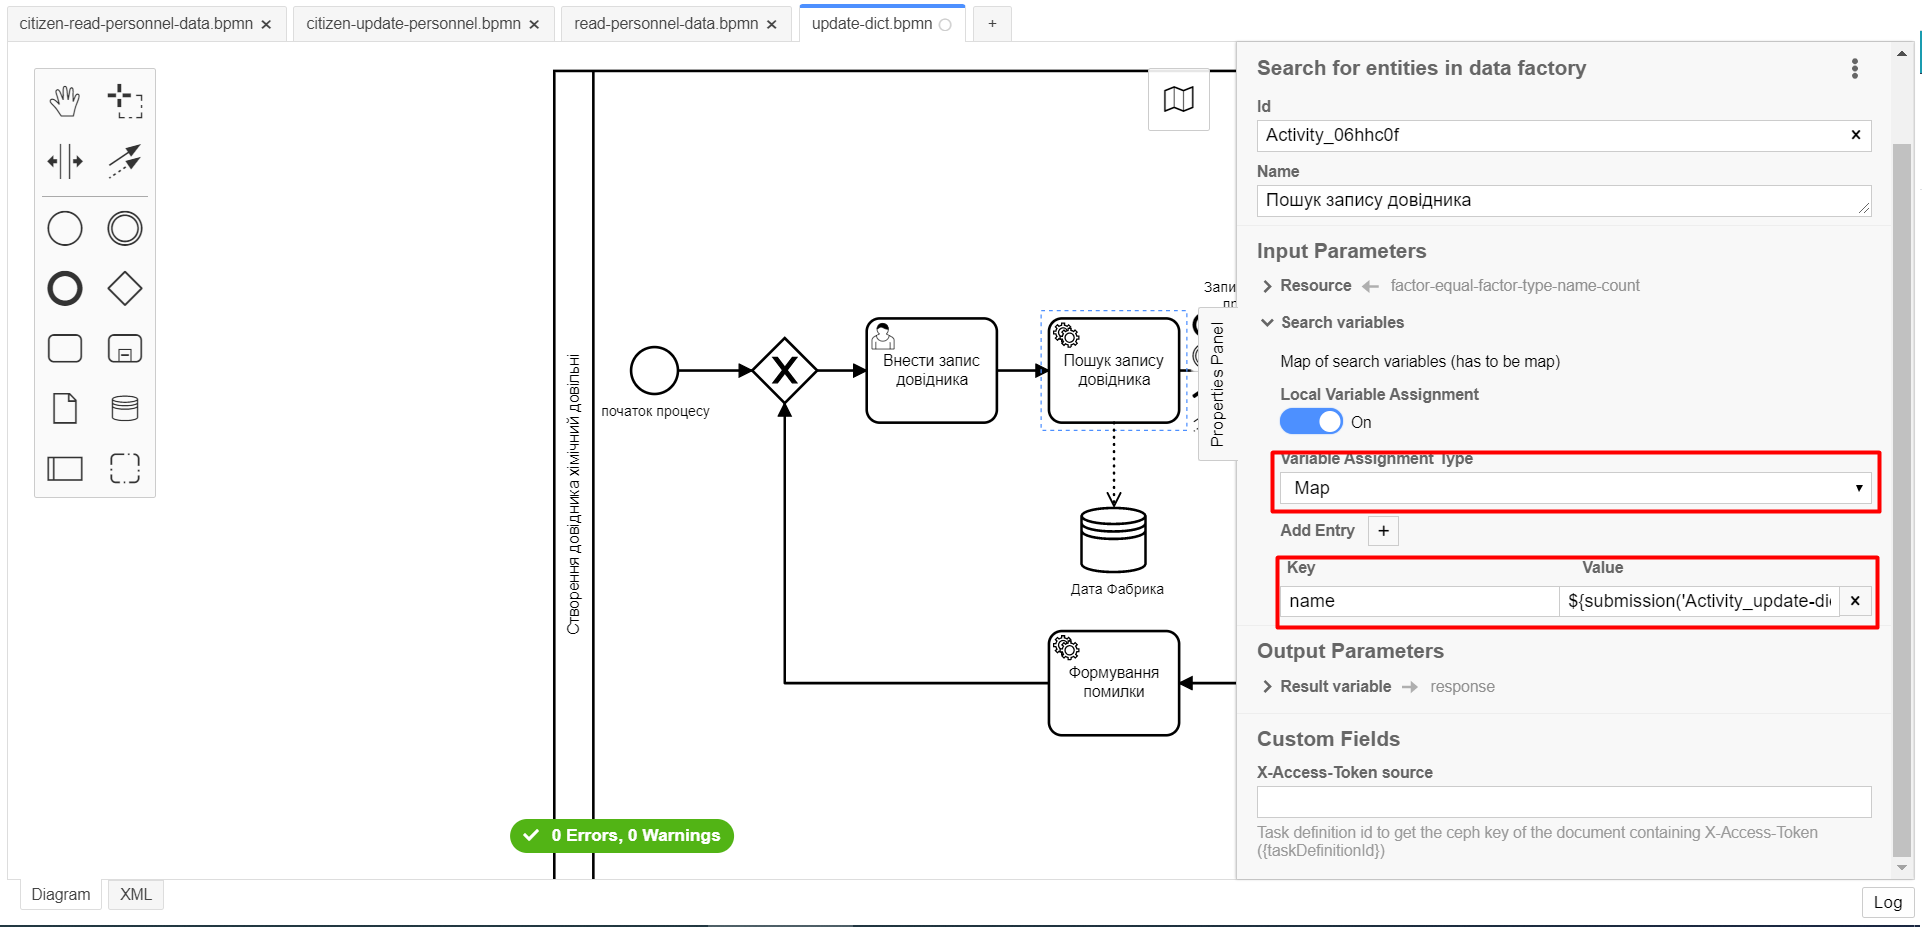 citizen-read-personnel-data.bpmn
citizen-update-personnel.bpmn
read-personnel-data.bpmn
update-dict.bpmn
+
Створення довідника хімічний довільні
початок процесу
X
Внести запис
довідника
Пошук запису
довідника
Запи
Дата Фабрика
Формування
помилки
0 Errors, 0 Warnings
Diagram
XML
Properties Panel
Search for entities in data factory
Id
Activity_06hhc0f
Name
Пошук запису довідника
Input Parameters
Resource factor-equal-factor-type-name-count
Search variables
Map of search variables (has to be map)
Local Variable Assignment
On
Variable Assignment Type
Map
Add Entry +
Key Value
name ${submission('Activity_update-di
Output Parameters
Result variable response
Custom Fields
X-Access-Token source
Task definition id to get the ceph key of the document containing X-Access-Token
({taskDefinitionId})
Log